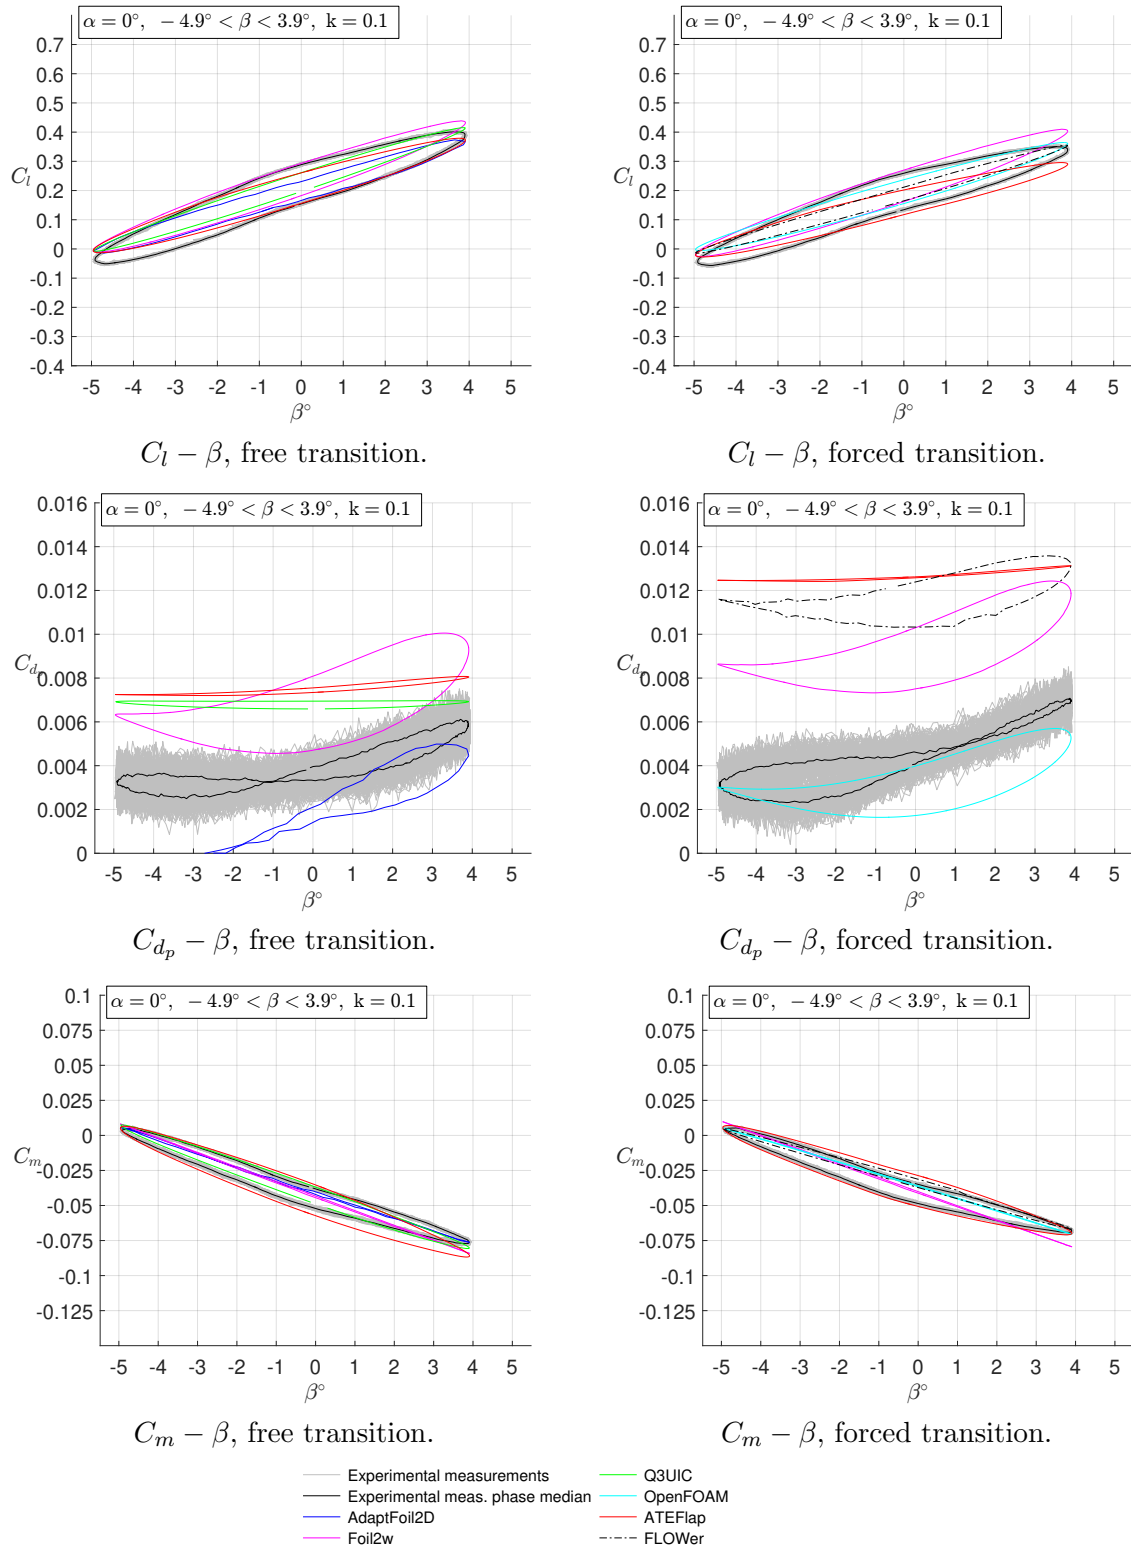 α = 0°, − 4.9° < β < 3.9°, k = 0.1
0.7
0.6
0.5
0.4
0.3
C_l
0.2
0.1
0
-0.1
-0.2
-0.3
-0.4
-5 -4 -3 -2 -1 0 1 2 3 4 5
β°
C_l − β, free transition.
α = 0°, − 4.9° < β < 3.9°, k = 0.1
0.7
0.6
0.5
0.4
0.3
C_l
0.2
0.1
0
-0.1
-0.2
-0.3
-0.4
-5 -4 -3 -2 -1 0 1 2 3 4 5
β°
C_l − β, forced transition.
0.016
α = 0°, − 4.9° < β < 3.9°, k = 0.1
0.014
0.012
0.01
C_{d_p}
0.008
0.006
0.004
0.002
0
-5 -4 -3 -2 -1 0 1 2 3 4 5
β°
C_{d_p} − β, free transition.
0.016
α = 0°, − 4.9° < β < 3.9°, k = 0.1
0.014
0.012
0.01
C_{d_p}
0.008
0.006
0.004
0.002
0
-5 -4 -3 -2 -1 0 1 2 3 4 5
β°
C_{d_p} − β, forced transition.
0.1
α = 0°, − 4.9° < β < 3.9°, k = 0.1
0.075
0.05
0.025
0
C_m
-0.025
-0.05
-0.075
-0.1
-0.125
-5 -4 -3 -2 -1 0 1 2 3 4 5
β°
C_m − β, free transition.
0.1
α = 0°, − 4.9° < β < 3.9°, k = 0.1
0.075
0.05
0.025
0
C_m
-0.025
-0.05
-0.075
-0.1
-0.125
-5 -4 -3 -2 -1 0 1 2 3 4 5
β°
C_m − β, forced transition.
Experimental measurements
Experimental meas. phase median
AdaptFoil2D
Foil2w
Q3UIC
OpenFOAM
ATEFlap
FLOWer